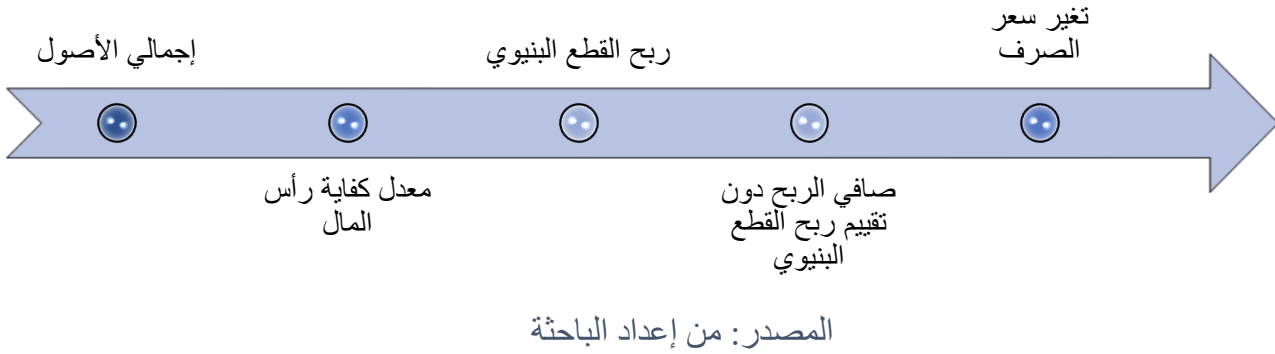 تغير سعر
الصرف
ربح القطع البنيوي
إجمالي الأصول
صافي الربح دون
تقييم ربح القطع
البنيوي
معدل كفاية رأس
المال
المصدر: من إعداد الباحثة